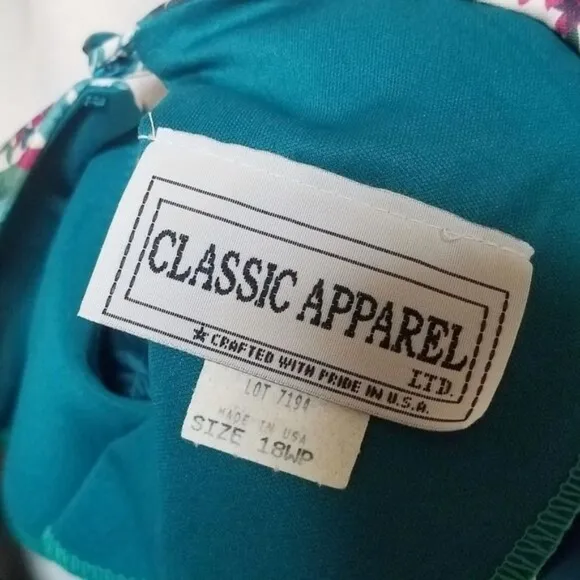 CLASSIC APPAREL
LTD.
★ CRAFTED WITH PRIDE IN U.S.A.
LOT 7194
MADE IN USA
SIZE 18WP